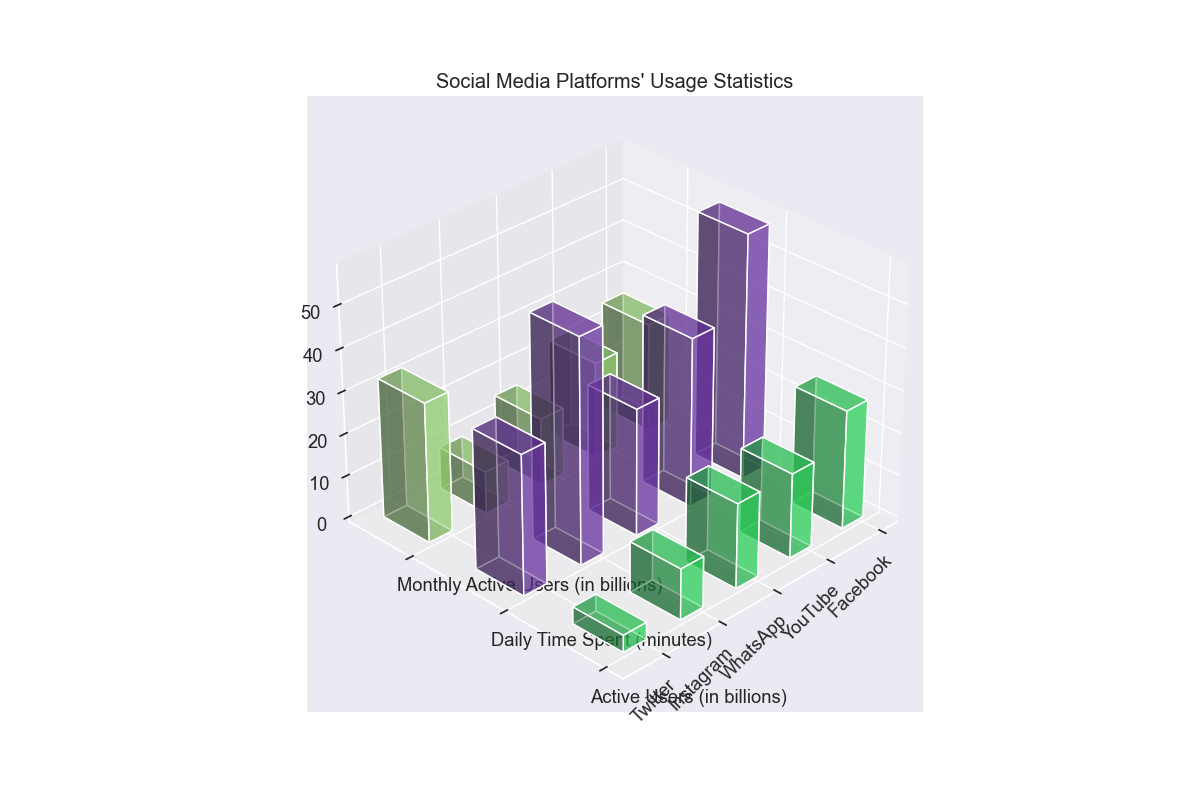 Social Media Platforms' Usage Statistics
50
40
30
20
10
0
Monthly Active Users (in billions)
Daily Time Spent (minutes)
Active Users (in billions)
Twitter
Instagram
WhatsApp
YouTube
Facebook